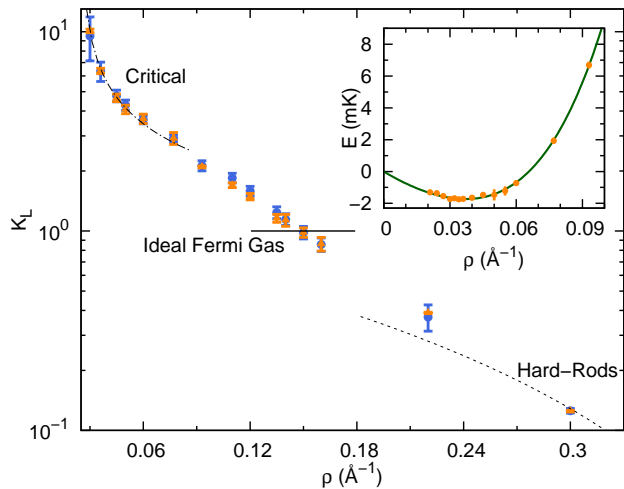 10¹
10⁰
10⁻¹
K_L
Critical
Ideal Fermi Gas
Hard−Rods
0.06
0.12
0.18
0.24
0.3
ρ (Å⁻¹)
8
6
4
2
0
−2
E (mK)
0
0.03
0.06
0.09
ρ (Å⁻¹)